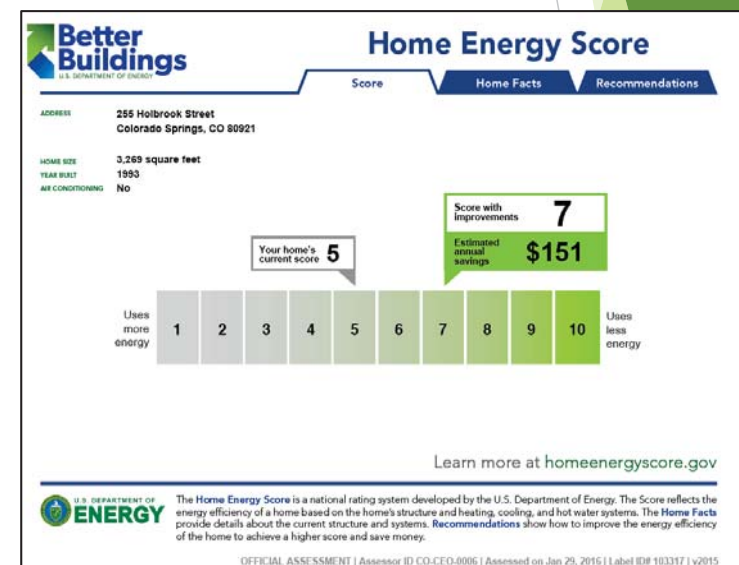 Better
Buildings
U.S. DEPARTMENT OF ENERGY
Home Energy Score
Score
Home Facts
Recommendations
ADDRESS 255 Holbrook Street
Colorado Springs, CO 80921
HOME SIZE 3,269 square feet
YEAR BUILT 1993
AIR CONDITIONING No
Score with
improvements 7
Estimated
annual
savings $151
Your home's
current score 5
Uses
more
energy
1 2 3 4 5 6 7 8 9 10
Uses
less
energy
Learn more at homeenergyscore.gov
U.S. DEPARTMENT OF
ENERGY
The Home Energy Score is a national rating system developed by the U.S. Department of Energy. The Score reflects the
energy efficiency of a home based on the home's structure and heating, cooling, and hot water systems. The Home Facts
provide details about the current structure and systems. Recommendations show how to improve the energy efficiency
of the home to achieve a higher score and save money.
OFFICIAL ASSESSMENT | Assessor ID CO-CEO-0006 | Assessed on Jan 29, 2016 | Label ID# 103317 | v2015